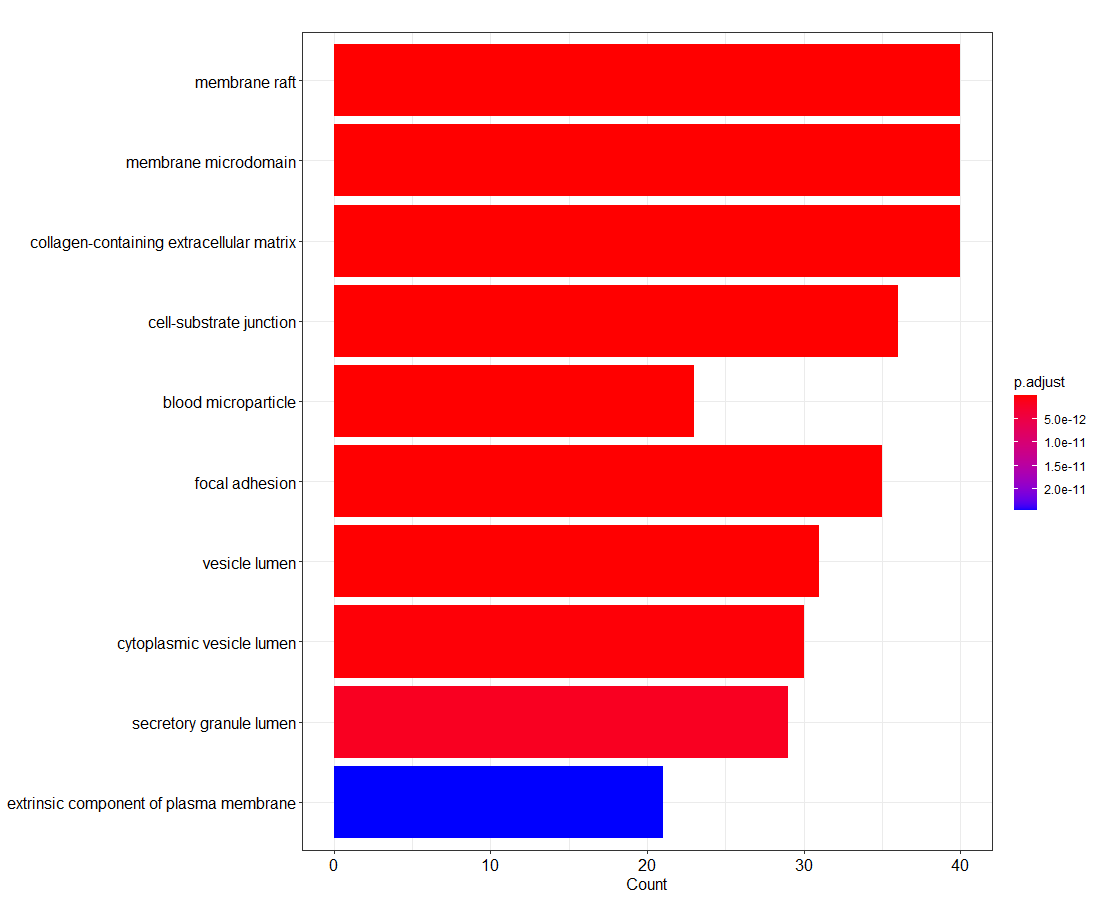 membrane raft
membrane microdomain
collagen-containing extracellular matrix
cell-substrate junction
blood microparticle
focal adhesion
vesicle lumen
cytoplasmic vesicle lumen
secretory granule lumen
extrinsic component of plasma membrane
0 10 20 30 40
Count
p.adjust
5.0e-12
1.0e-11
1.5e-11
2.0e-11